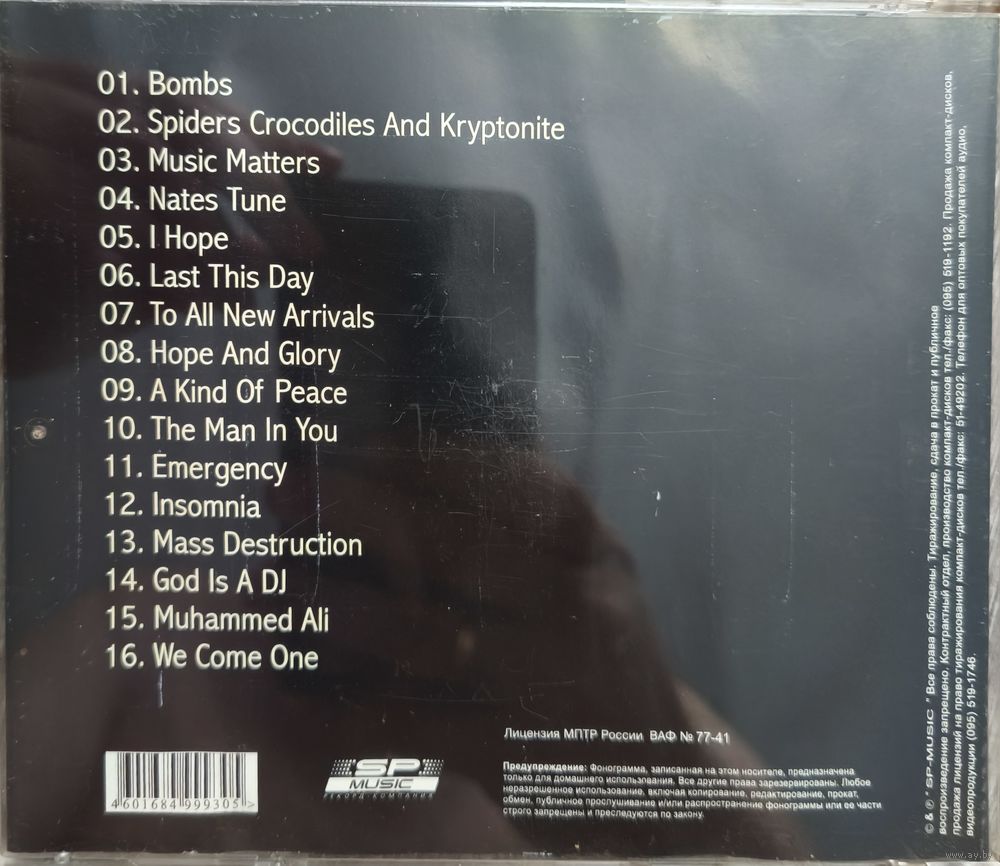 01. Bombs
02. Spiders Crocodiles And Kryptonite
03. Music Matters
04. Nates Tune
05. I Hope
06. Last This Day
07. To All New Arrivals
08. Hope And Glory
09. A Kind Of Peace
10. The Man In You
11. Emergency
12. Insomnia
13. Mass Destruction
14. God Is A DJ
15. Muhammed Ali
16. We Come One
4 601684 999305 >
SP
MUSIC
РЕКОРД-КОМПАНИЯ
Лицензия МПТР России ВАФ № 77-41
Предупреждение: Фонограмма, записанная на этом носителе, предназначена
только для домашнего использования. Все другие права зарезервированы. Любое
неразрешенное использование, включая копирование, редактирование, прокат,
обмен, публичное прослушивание и/или распространение фонограммы или ее части
строго запрещены и преследуются по закону.
© & ℗ "SP-MUSIC" Все права соблюдены. Тиражирование, сдача в прокат и публичное
воспроизведение запрещено. Контрактный отдел, производство компакт-дисков тел./факс: (095) 519-1192. Продажа компакт-дисков,
продажа лицензий на право тиражирования компакт-дисков тел./факс: 51-49202. Телефон для оптовых покупателей аудио,
видеопродукции (095) 519-1746.
www.ay.by